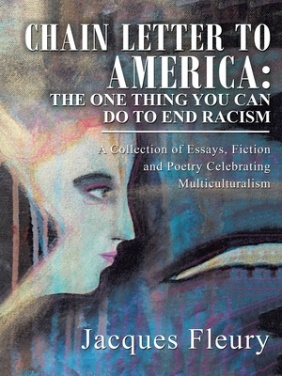 CHAIN LETTER TO
AMERICA:
THE ONE THING YOU CAN
DO TO END RACISM
A Collection of Essays, Fiction
and Poetry Celebrating
Multiculturalism
Jacques Fleury